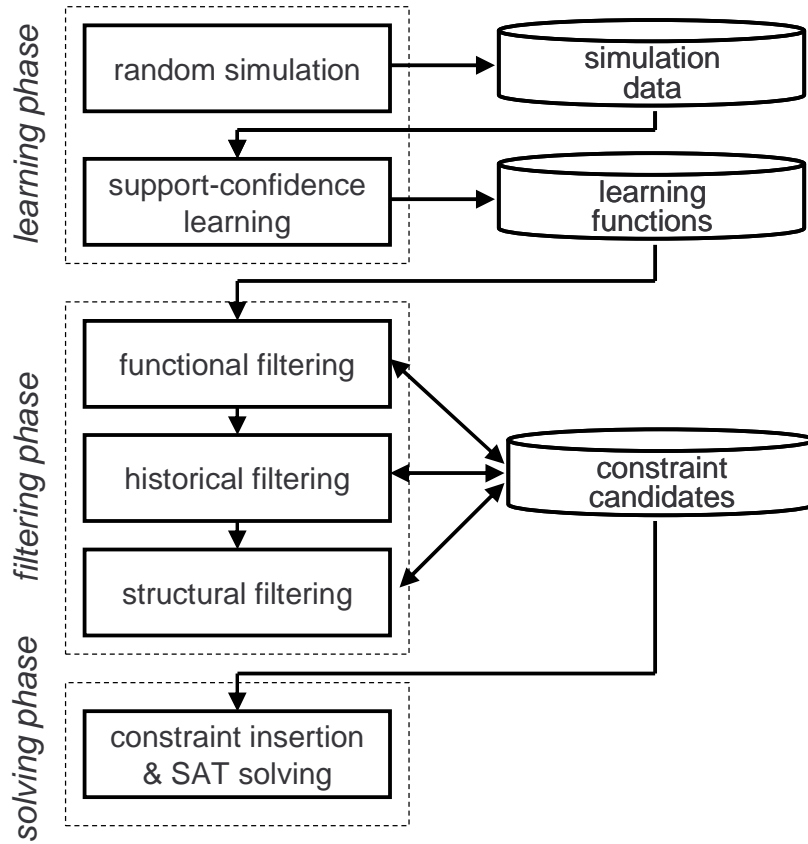 learning phase
random simulation
simulation
data
support-confidence
learning
learning
functions
filtering phase
functional filtering
historical filtering
constraint
candidates
structural filtering
solving phase
constraint insertion
& SAT solving